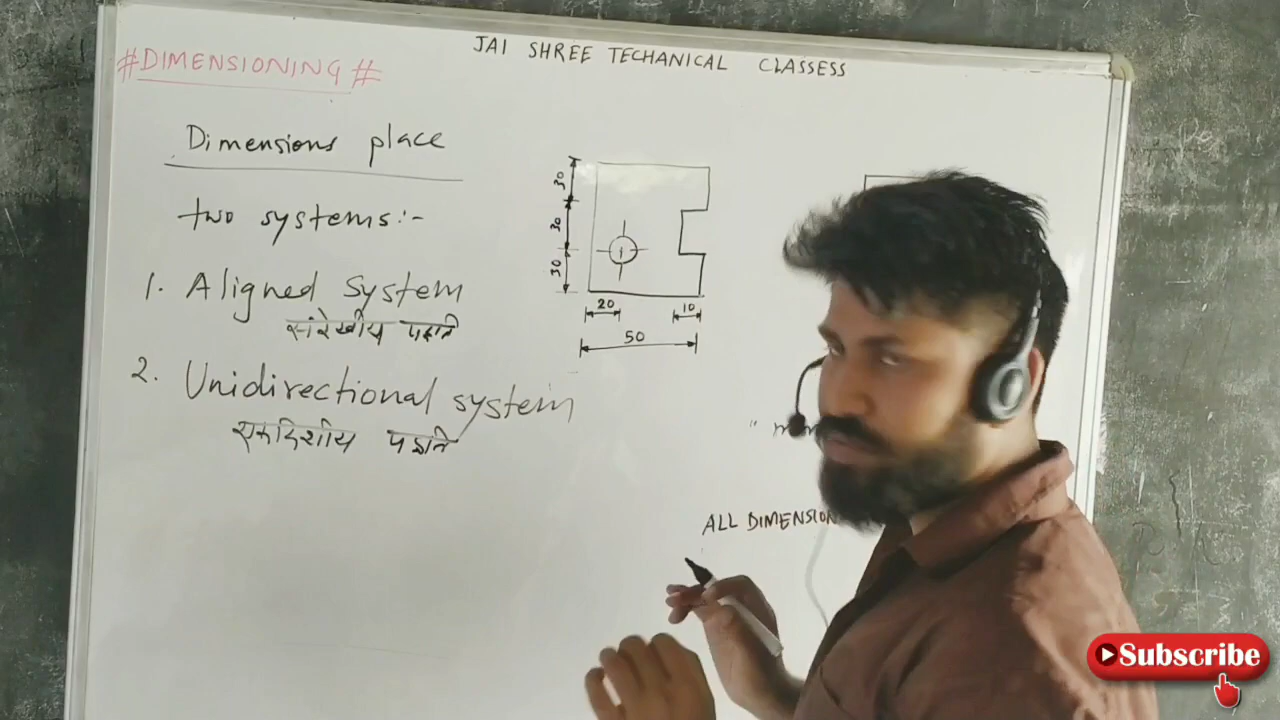 #DIMENSIONING#
JAI SHREE TECHANICAL CLASSESS
Dimensions place
two systems:-
1. Aligned System
सांरेखीय पद्धति
2. Unidirectional system
एकदिशीय पद्धति
30
30
30
20
10
50
ALL DIMENSION
Subscribe